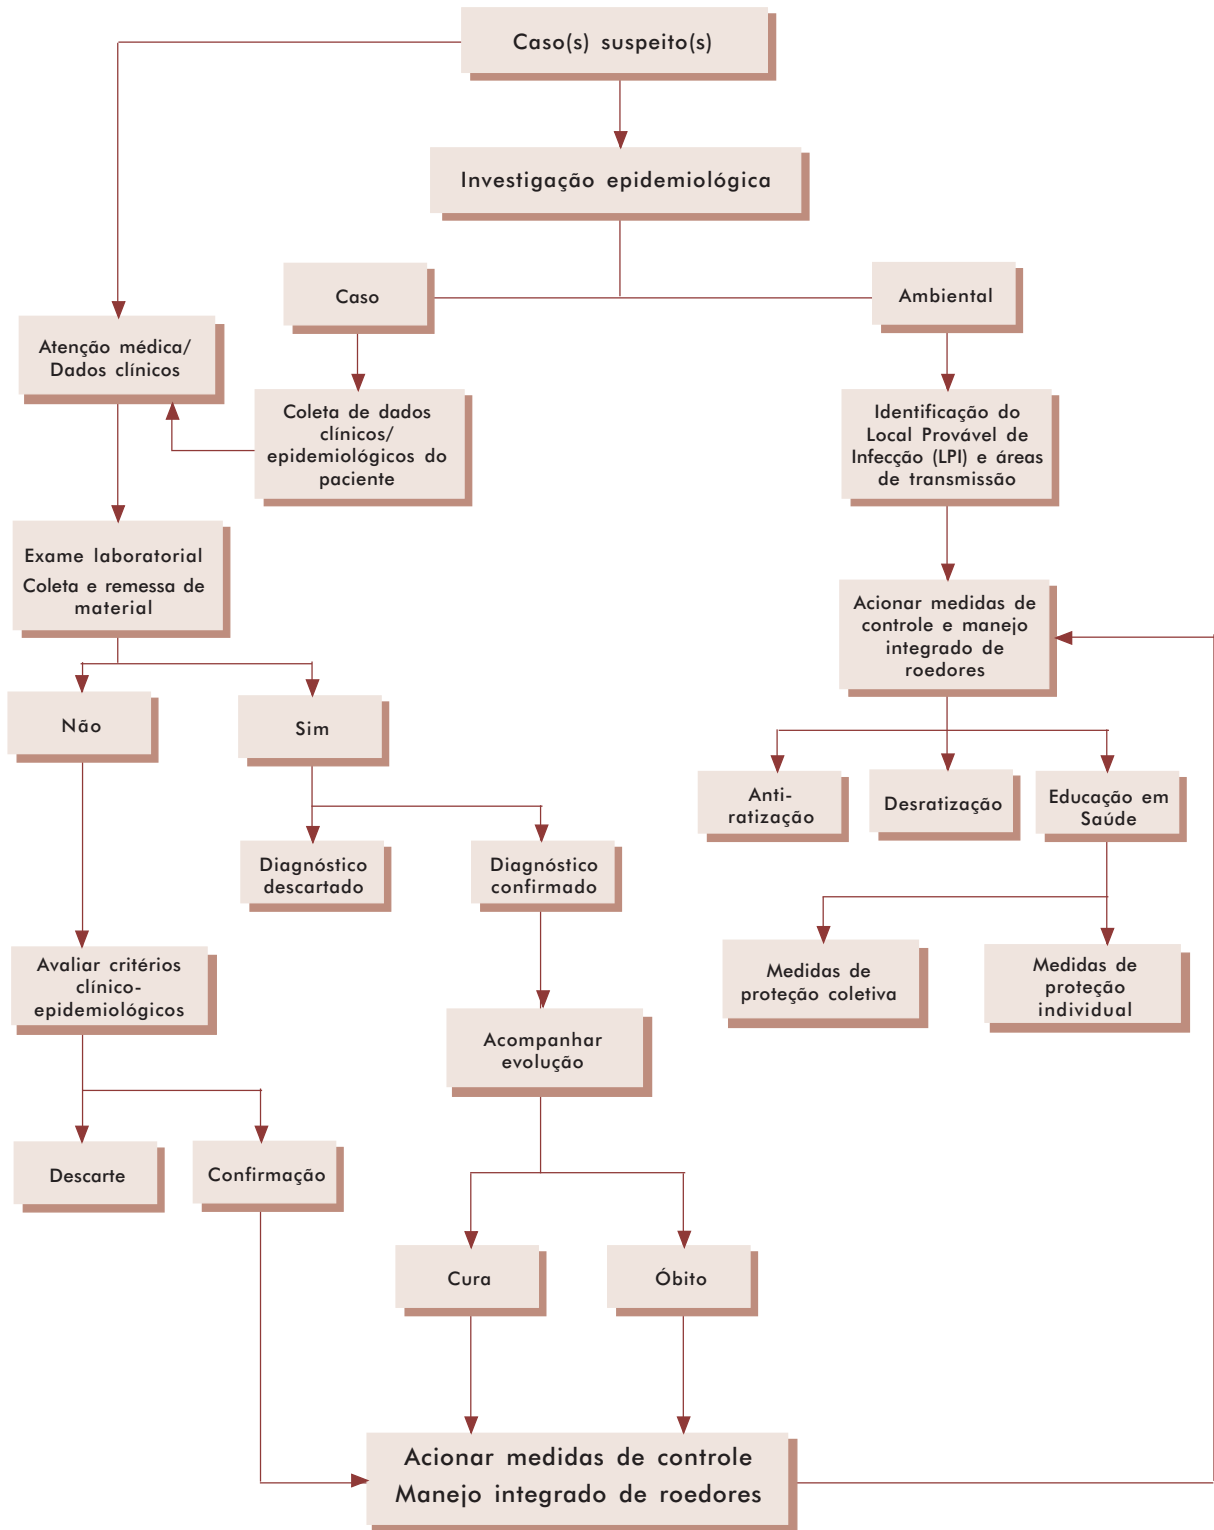 Caso(s) suspeito(s)
Investigação epidemiológica
Caso
Ambiental
Atenção médica/
Dados clínicos
Coleta de dados
clínicos/
epidemiológicos do
paciente
Identificação do
Local Provável de
Infecção (LPI) e áreas
de transmissão
Exame laboratorial
Coleta e remessa de
material
Acionar medidas de
controle e manejo
integrado de
roedores
Não
Sim
Anti-
ratização
Desratização
Educação em
Saúde
Diagnóstico
descartado
Diagnóstico
confirmado
Avaliar critérios
clínico-
epidemiológicos
Medidas de
proteção coletiva
Medidas de
proteção
individual
Acompanhar
evolução
Descarte
Confirmação
Cura
Óbito
Acionar medidas de controle
Manejo integrado de roedores